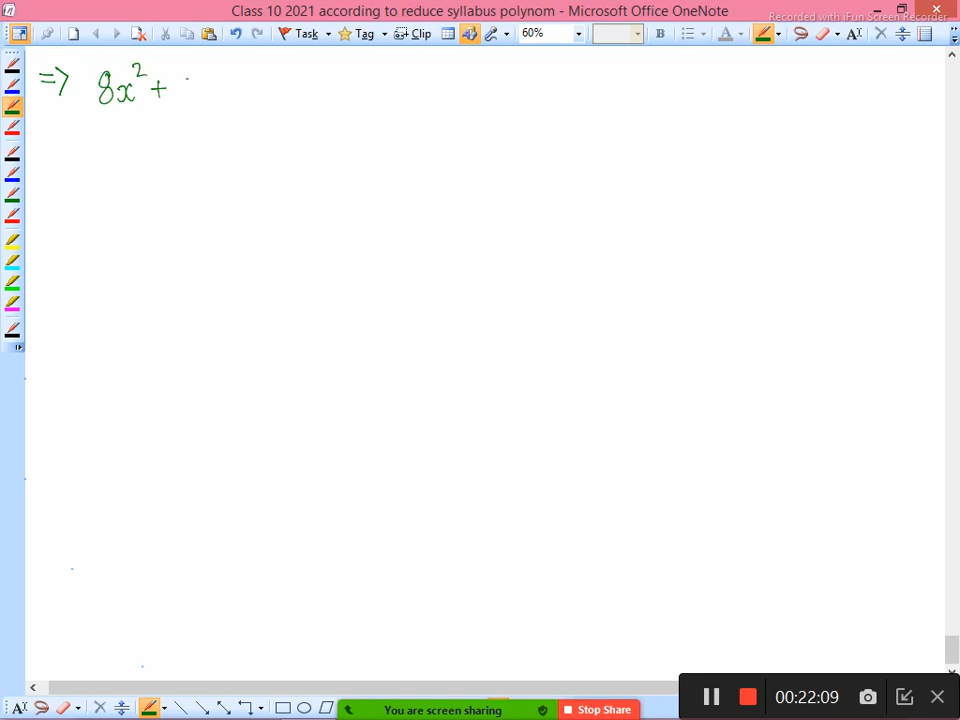 Class 10 2021 according to reduce syllabus polynom - Microsoft Office OneNote
Recorded with iFun Screen Recorder
Task Tag Clip 60% B A
=> 8x² +
You are screen sharing Stop Share 00:22:09